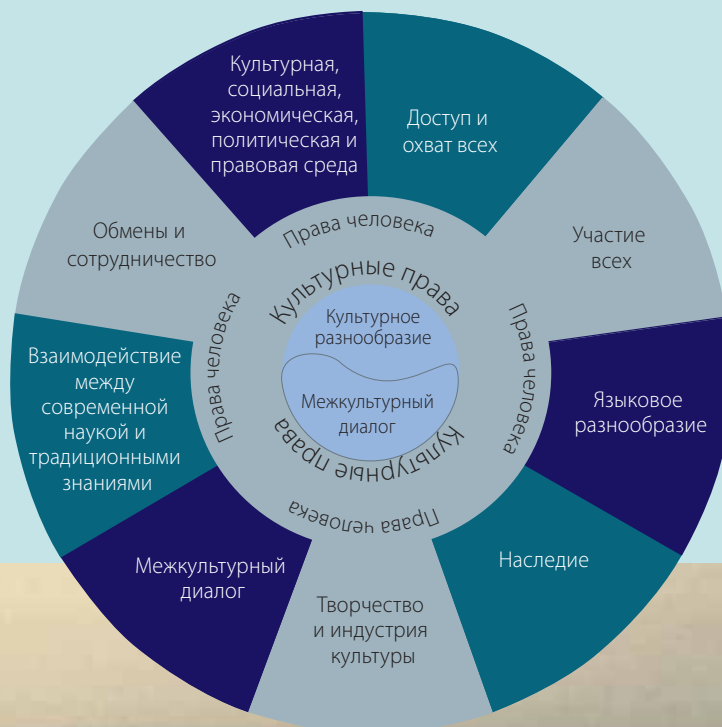 Культурная,
социальная,
экономическая,
политическая и
правовая среда
Доступ и
охват всех
Участие
всех
Языковое
разнообразие
Наследие
Творчество
и индустрия
культуры
Межкультурный
диалог
Взаимодействие
между
современной
наукой и
традиционными
знаниями
Обмены и
сотрудничество
Права человека
Права человека
Права человека
Права человека
Культурные права
Культурное
разнообразие
Межкультурный
диалог
Культурные права